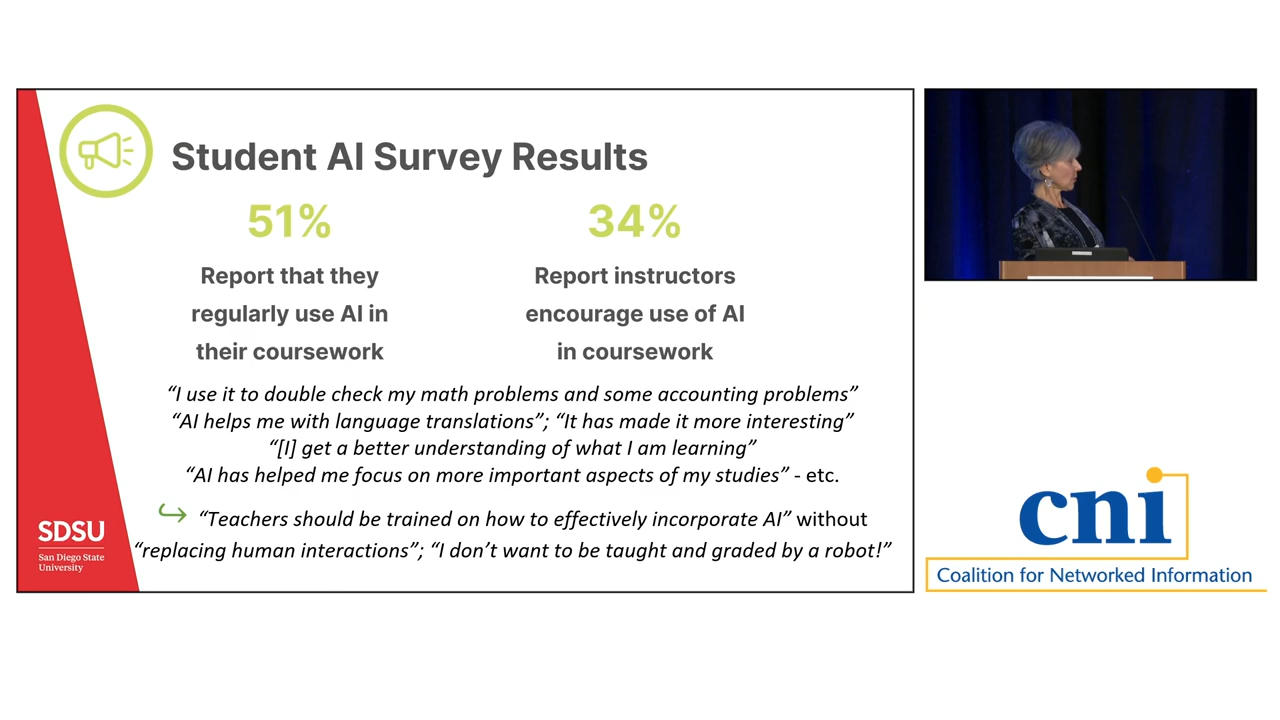 Student AI Survey Results
51%
Report that they
regularly use AI in
their coursework
34%
Report instructors
encourage use of AI
in coursework
“I use it to double check my math problems and some accounting problems”
“AI helps me with language translations”; “It has made it more interesting”
“[I] get a better understanding of what I am learning”
“AI has helped me focus on more important aspects of my studies” - etc.
“Teachers should be trained on how to effectively incorporate AI” without
“replacing human interactions”; “I don’t want to be taught and graded by a robot!”
SDSU
San Diego State
University
cni
Coalition for Networked Information